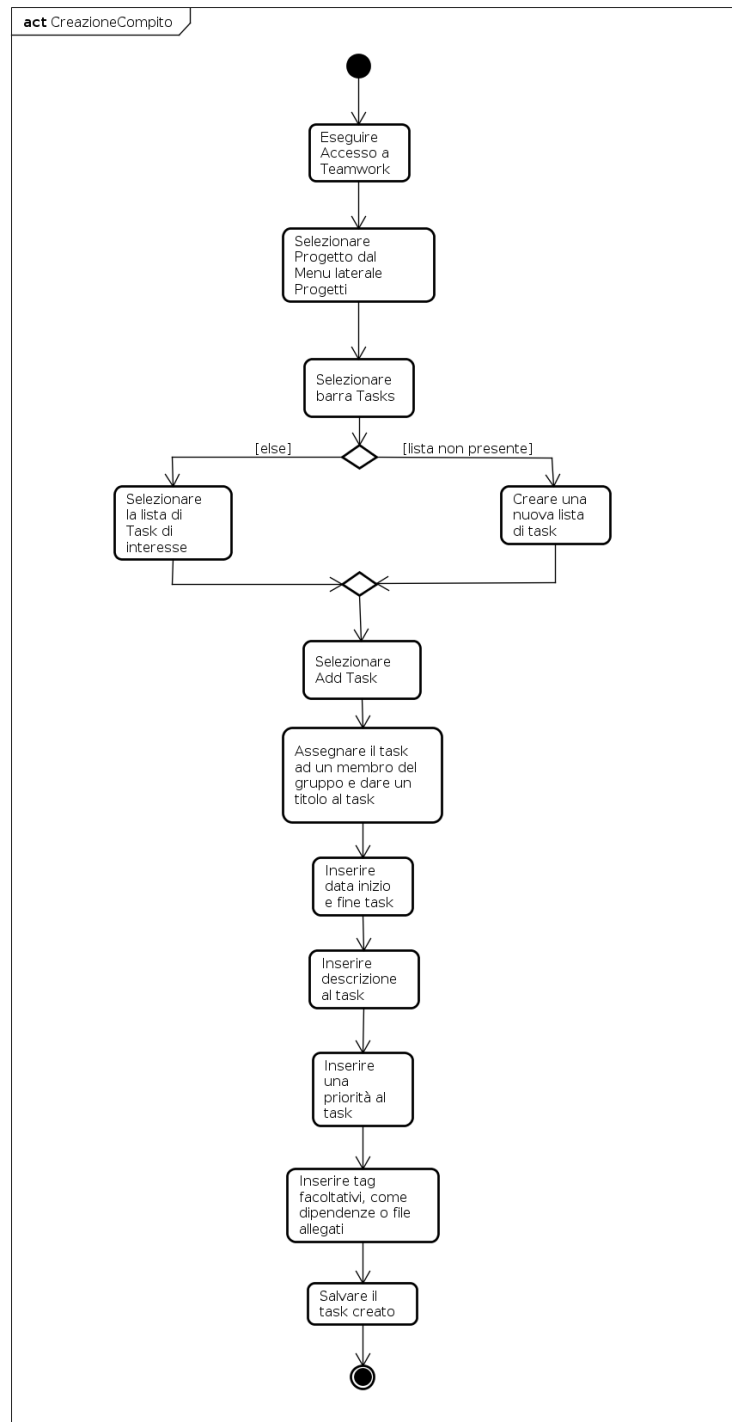 act CreazioneCompito
Eseguire
Accesso a
Teamwork
Selezionare
Progetto dal
Menu laterale
Progetti
Selezionare
barra Tasks
[else]
[lista non presente]
Selezionare
la lista di
Task di
interesse
Creare una
nuova lista
di task
Selezionare
Add Task
Assegnare il task
ad un membro del
gruppo e dare un
titolo al task
Inserire
data inizio
e fine task
Inserire
descrizione
al task
Inserire
una
priorità al
task
Inserire tag
facoltativi, come
dipendenze o file
allegati
Salvare il
task creato